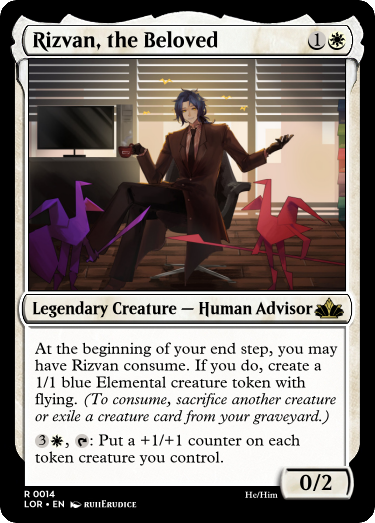 Rizvan, the Beloved 1
Legendary Creature — Human Advisor
At the beginning of your end step, you may
have Rizvan consume. If you do, create a
1/1 blue Elemental creature token with
flying. (To consume, sacrifice another creature
or exile a creature card from your graveyard.)
3, : Put a +1/+1 counter on each
token creature you control.
0/2
R 0014
LOR • EN RUIIERUDICE
He/Him